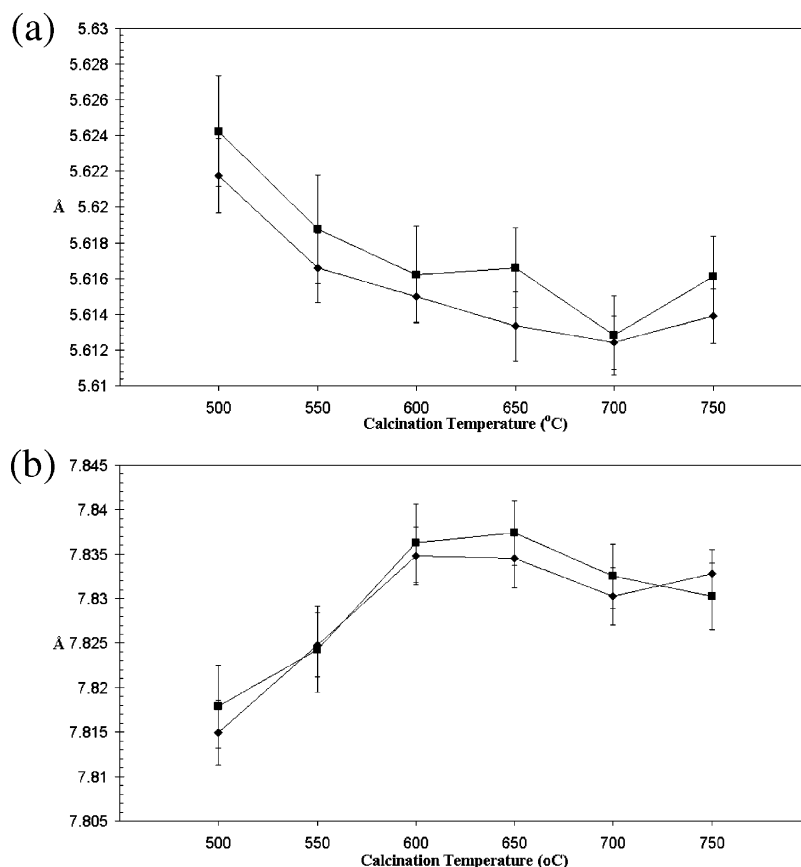 (a)
5.63
5.628
5.626
5.624
5.622
Å 5.62
5.618
5.616
5.614
5.612
5.61
500 550 600 650 700 750
Calcination Temperature (°C)
(b)
7.845
7.84
7.835
7.83
7.825
Å
7.82
7.815
7.81
7.805
500 550 600 650 700 750
Calcination Temperature (oC)